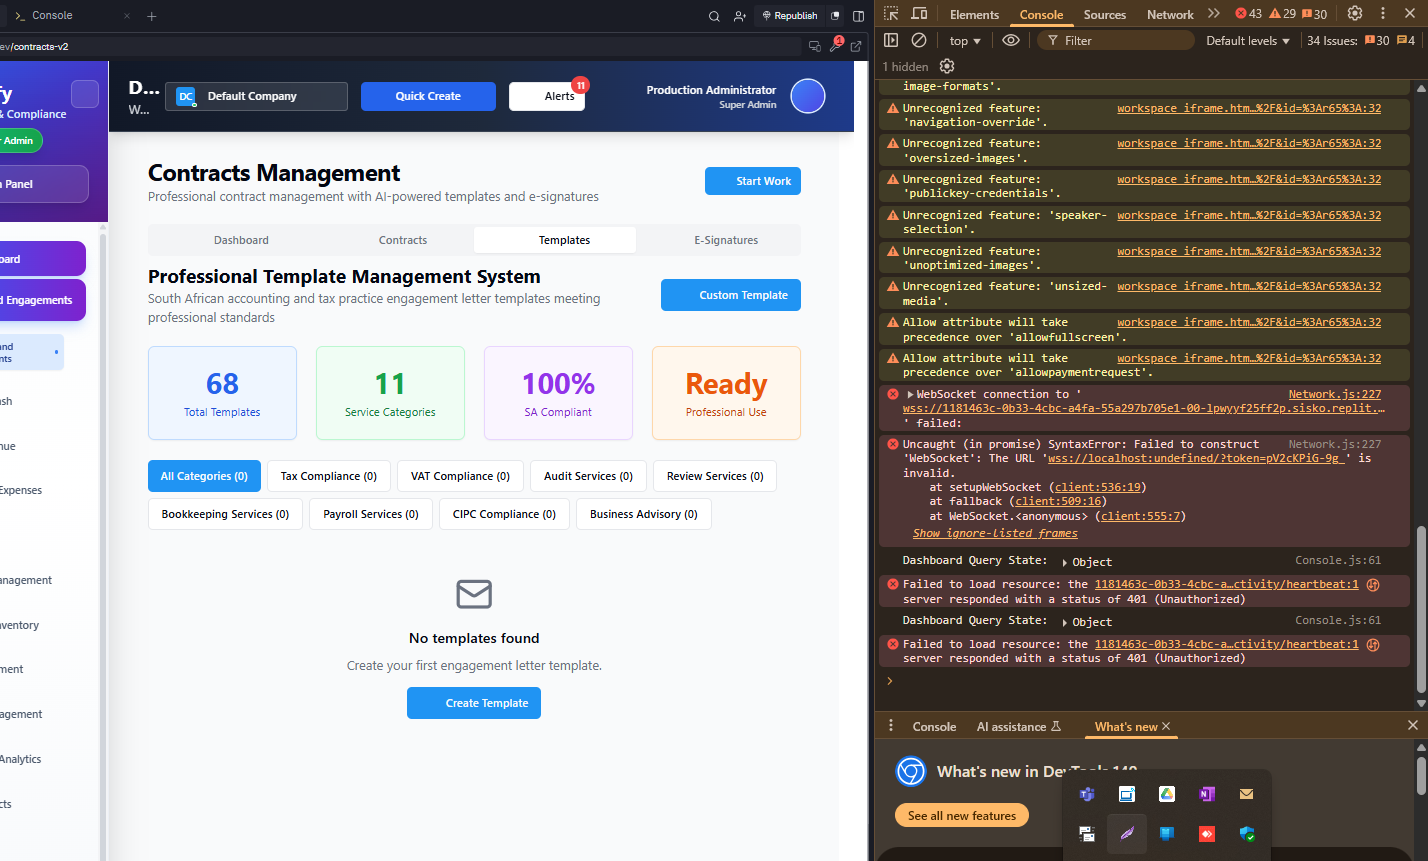 Console
Republish
ev/contracts-v2
1
fy
& Compliance
r Admin
n Panel
oard
d Engagements
and
nts
ash
nue
Expenses
anagement
nventory
ment
agement
Analytics
cts
D...
W...
DC
Default Company
Quick Create
Alerts
11
Production Administrator
Super Admin
Contracts Management
Professional contract management with AI-powered templates and e-signatures
Start Work
Dashboard
Contracts
Templates
E-Signatures
Professional Template Management System
South African accounting and tax practice engagement letter templates meeting
professional standards
Custom Template
68
Total Templates
11
Service Categories
100%
SA Compliant
Ready
Professional Use
All Categories (0)
Tax Compliance (0)
VAT Compliance (0)
Audit Services (0)
Review Services (0)
Bookkeeping Services (0)
Payroll Services (0)
CIPC Compliance (0)
Business Advisory (0)
No templates found
Create your first engagement letter template.
Create Template
Elements
Console
Sources
Network
43
29
30
top
Filter
Default levels
34 Issues:
30
4
1 hidden
image-formats'.
Unrecognized feature: workspace iframe.htm…%2F&id=%3Ar65%3A:32
'navigation-override'.
Unrecognized feature: workspace iframe.htm…%2F&id=%3Ar65%3A:32
'oversized-images'.
Unrecognized feature: workspace iframe.htm…%2F&id=%3Ar65%3A:32
'publickey-credentials'.
Unrecognized feature: 'speaker- workspace iframe.htm…%2F&id=%3Ar65%3A:32
selection'.
Unrecognized feature: workspace iframe.htm…%2F&id=%3Ar65%3A:32
'unoptimized-images'.
Unrecognized feature: 'unsized- workspace iframe.htm…%2F&id=%3Ar65%3A:32
media'.
Allow attribute will take workspace iframe.htm…%2F&id=%3Ar65%3A:32
precedence over 'allowfullscreen'.
Allow attribute will take workspace iframe.htm…%2F&id=%3Ar65%3A:32
precedence over 'allowpaymentrequest'.
WebSocket connection to ' Network.js:227
wss://1181463c-0b33-4cbc-a4fa-55a297b705e1-00-lpwyyf25ff2p.sisko.replit.…
' failed:
Uncaught (in promise) SyntaxError: Failed to construct Network.js:227
'WebSocket': The URL 'wss://localhost:undefined/?token=pV2cKPiG-9g_' is
invalid.
at setupWebSocket (client:536:19)
at fallback (client:509:16)
at WebSocket.<anonymous> (client:555:7)
Show ignore-listed frames
Dashboard Query State: Object Console.js:61
Failed to load resource: the 1181463c-0b33-4cbc-a…ctivity/heartbeat:1
server responded with a status of 401 (Unauthorized)
Dashboard Query State: Object Console.js:61
Failed to load resource: the 1181463c-0b33-4cbc-a…ctivity/heartbeat:1
server responded with a status of 401 (Unauthorized)
Console
AI assistance
What's new
What's new in DevTools 140
See all new features